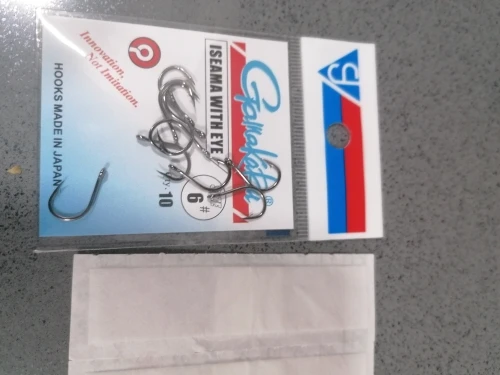 Gamakatsu®
ISEAMA WITH EYE
6#
10
Innovation,
Not Imitation.
HOOKS MADE IN JAPAN